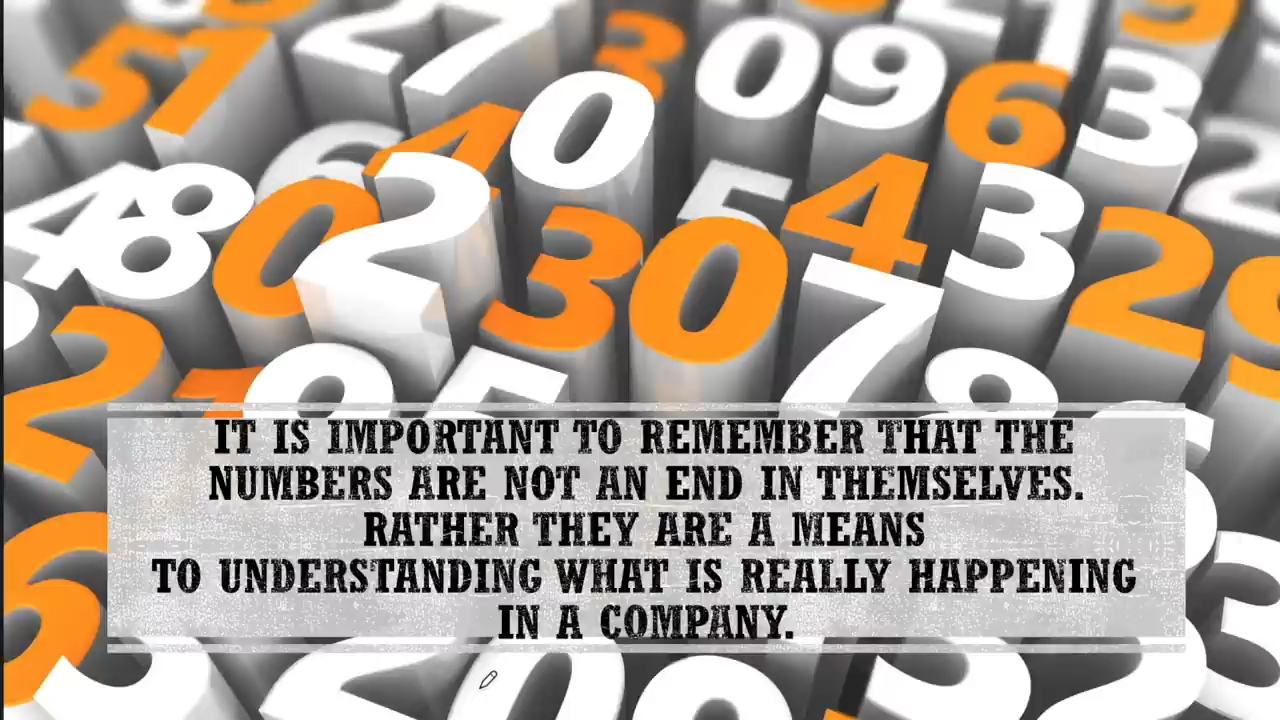 IT IS IMPORTANT TO REMEMBER THAT THE
NUMBERS ARE NOT AN END IN THEMSELVES.
RATHER THEY ARE A MEANS
TO UNDERSTANDING WHAT IS REALLY HAPPENING
IN A COMPANY.